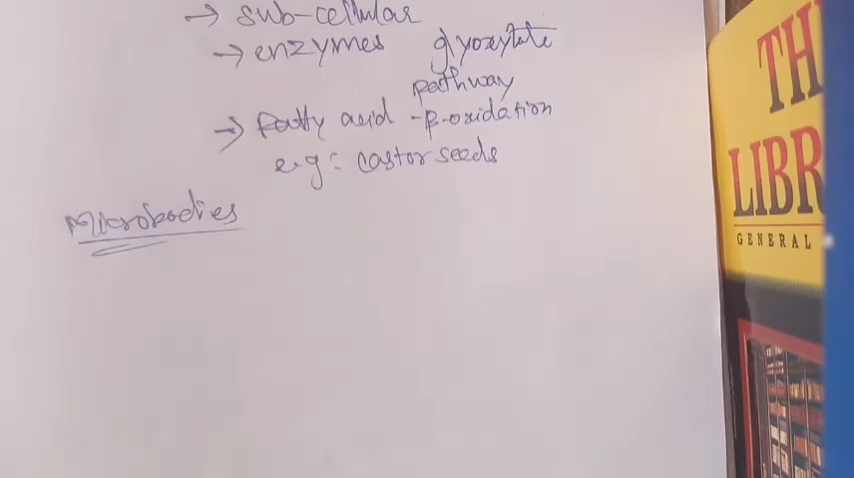 → sub-cellular
→ enzymes glyoxylate
pathway
→ Fatty acid - β-oxidation
e.g: castor seeds
Microbodies
TH
LIBR
GENERAL